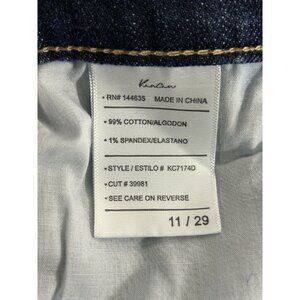 KanCan
• RN# 144635 MADE IN CHINA
• 99% COTTON/ALGODON
• 1% SPANDEX/ELASTANO
• STYLE / ESTILO # KC7174D
• CUT # 39981
• SEE CARE ON REVERSE
11 / 29